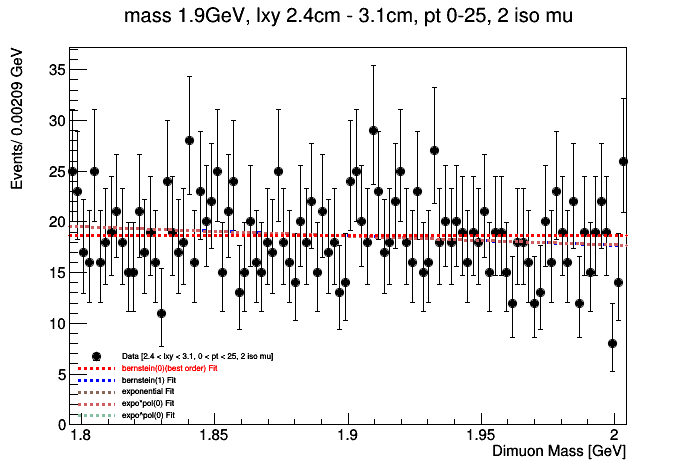 mass 1.9GeV, lxy 2.4cm - 3.1cm, pt 0-25, 2 iso mu
Events/ 0.00209 GeV
35
30
25
20
15
10
5
0
Data [2.4 < lxy < 3.1, 0 < pt < 25, 2 iso mu]
bernstein(0)(best order) Fit
bernstein(1) Fit
exponential Fit
expo*pol(0) Fit
expo*pol(0) Fit
1.8
1.85
1.9
1.95
2
Dimuon Mass [GeV]